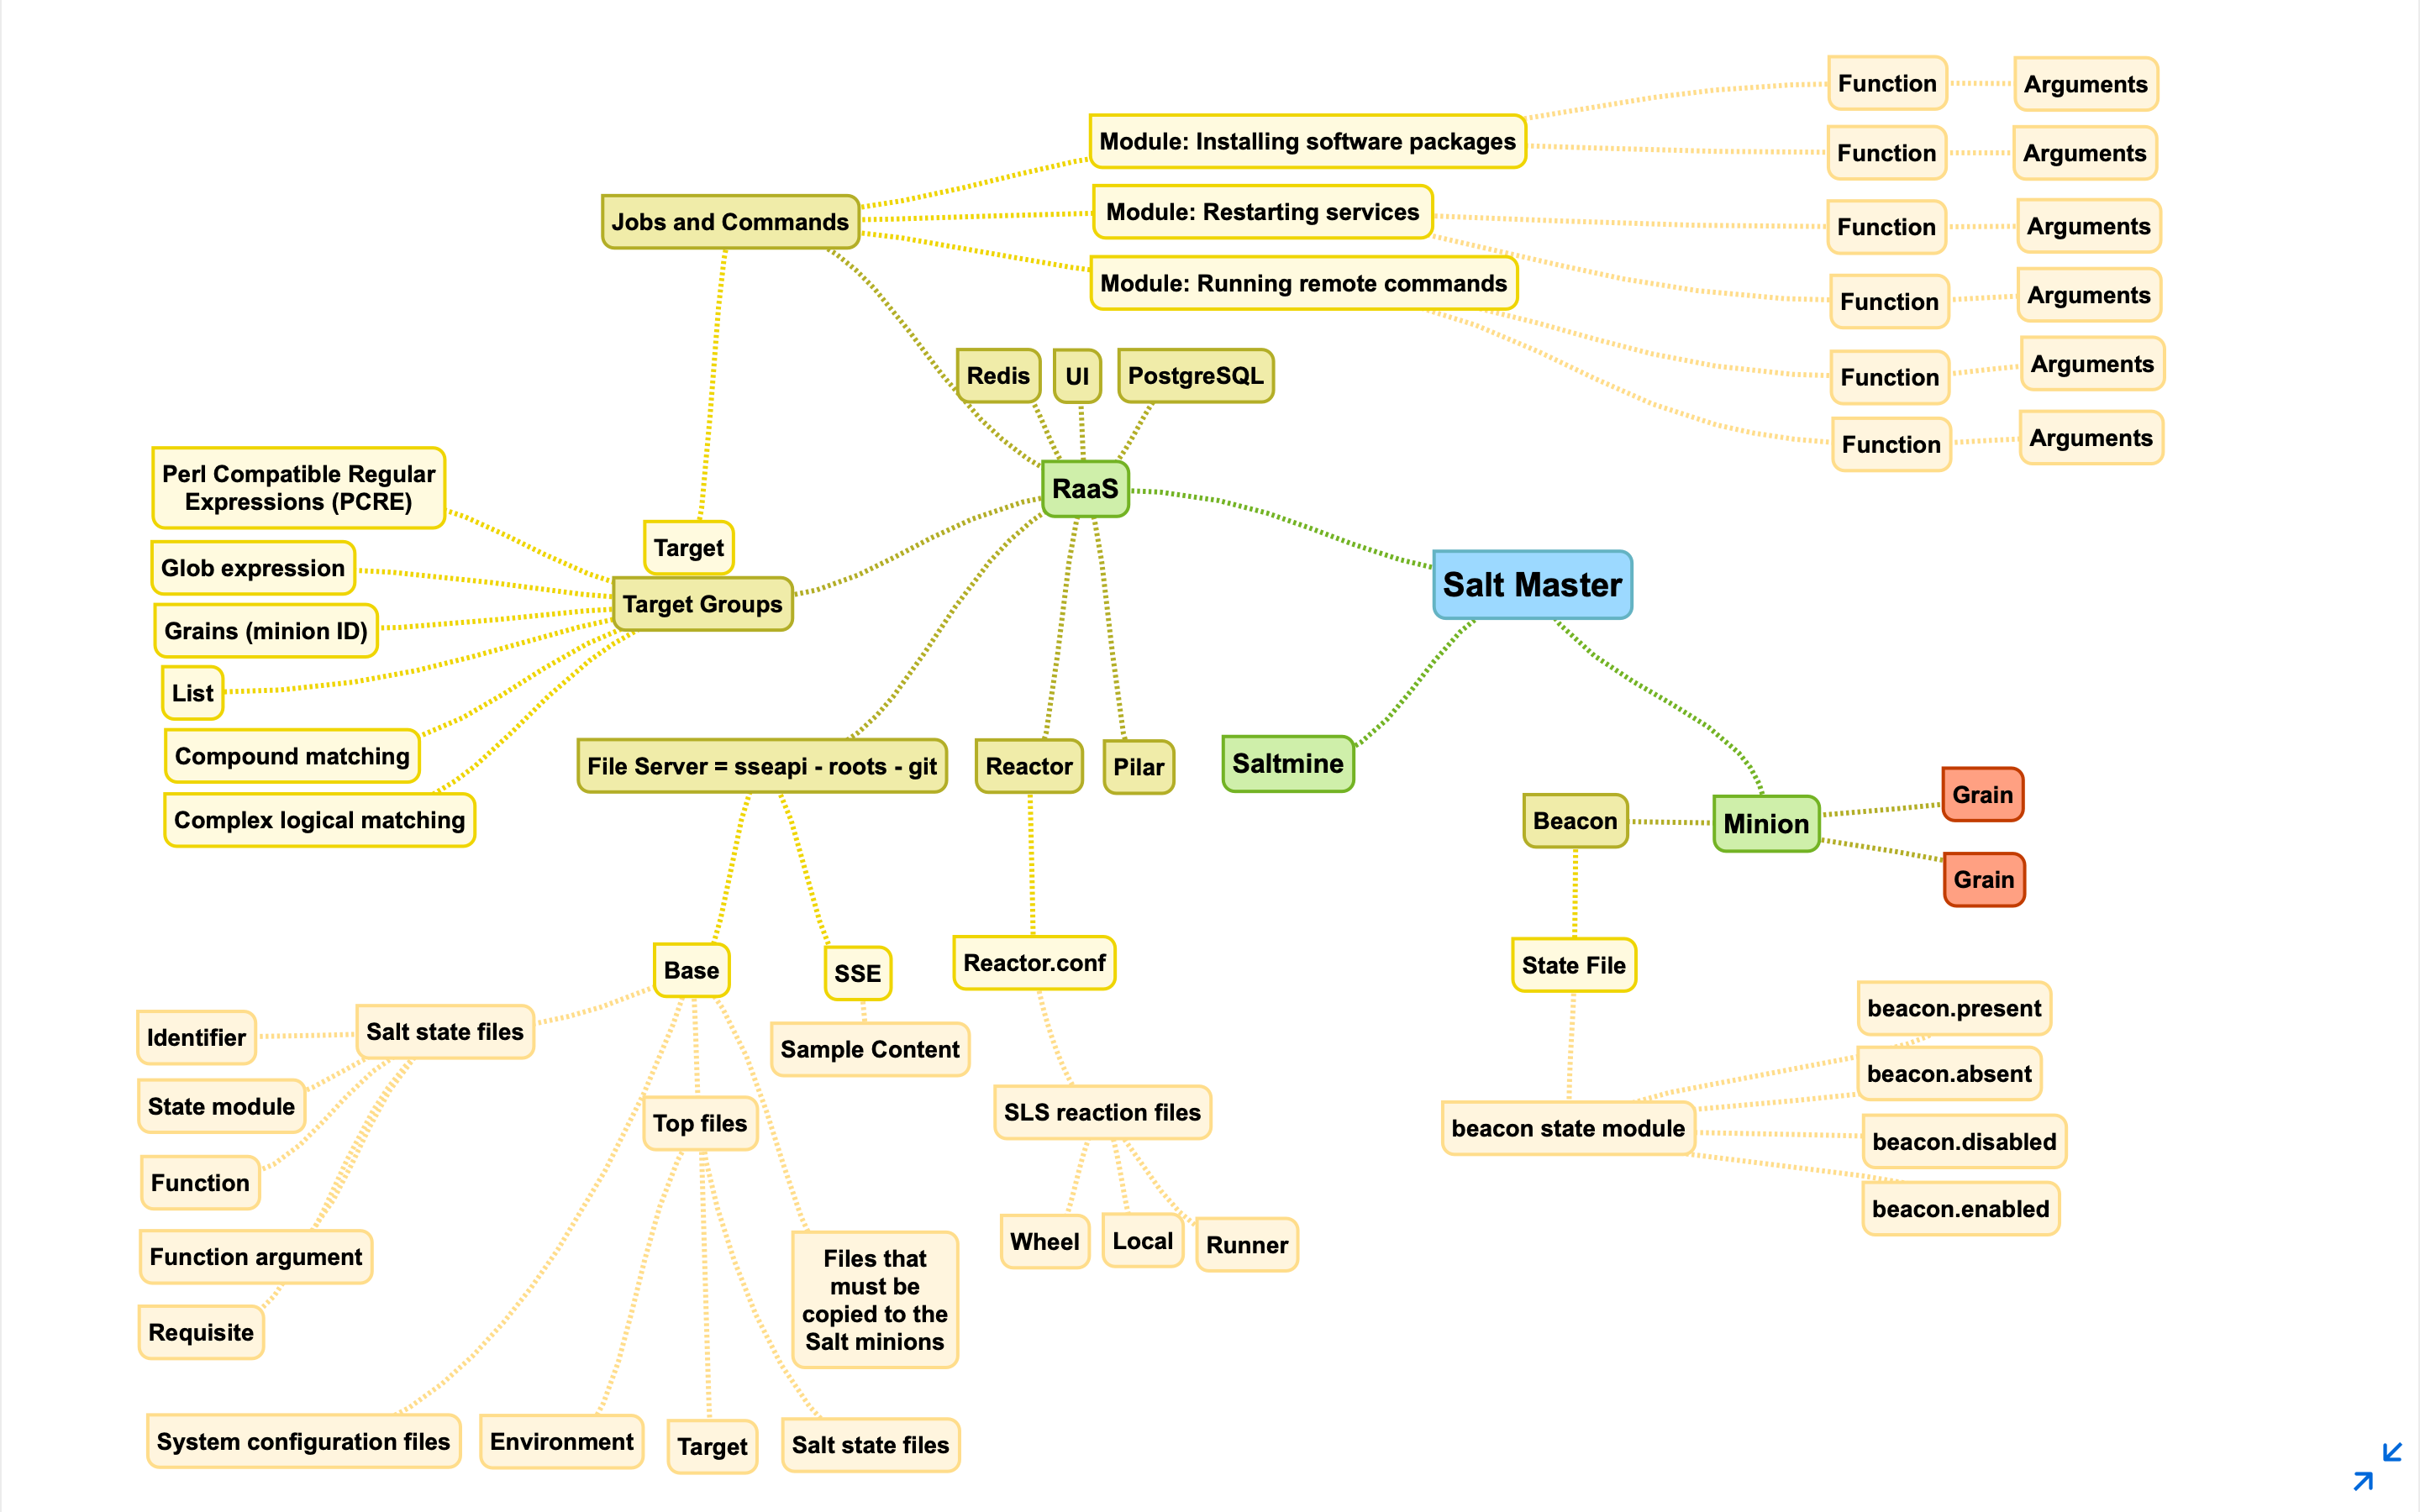 Function
Arguments
Module: Installing software packages
Function
Arguments
Jobs and Commands
Module: Restarting services
Function
Arguments
Module: Running remote commands
Function
Arguments
Redis
UI
PostgreSQL
Function
Arguments
Function
Arguments
Perl Compatible Regular
Expressions (PCRE)
RaaS
Target
Glob expression
Salt Master
Target Groups
Grains (minion ID)
List
Compound matching
File Server = sseapi - roots - git
Reactor
Pilar
Saltmine
Complex logical matching
Beacon
Minion
Grain
Grain
Base
SSE
Reactor.conf
State File
beacon.present
Identifier
Salt state files
Sample Content
beacon.absent
State module
Top files
SLS reaction files
beacon state module
beacon.disabled
Function
beacon.enabled
Function argument
Files that
must be
copied to the
Salt minions
Wheel
Local
Runner
Requisite
System configuration files
Environment
Target
Salt state files